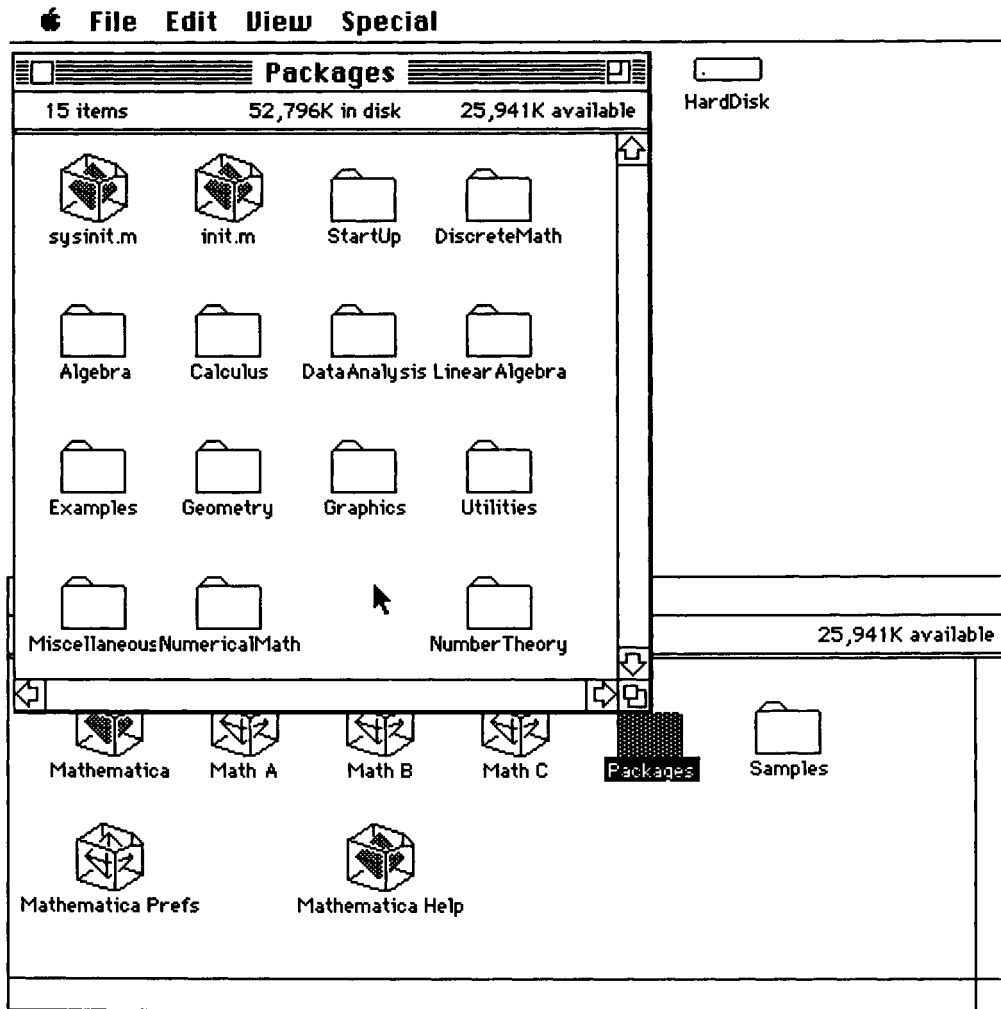 File Edit View Special
Packages
15 items 52,796K in disk 25,941K available
HardDisk
sysinit.m init.m StartUp DiscreteMath
Algebra Calculus DataAnalysis LinearAlgebra
Examples Geometry Graphics Utilities
Miscellaneous NumericalMath NumberTheory
25,941K available
Mathematica Math A Math B Math C Packages Samples
Mathematica Prefs Mathematica Help